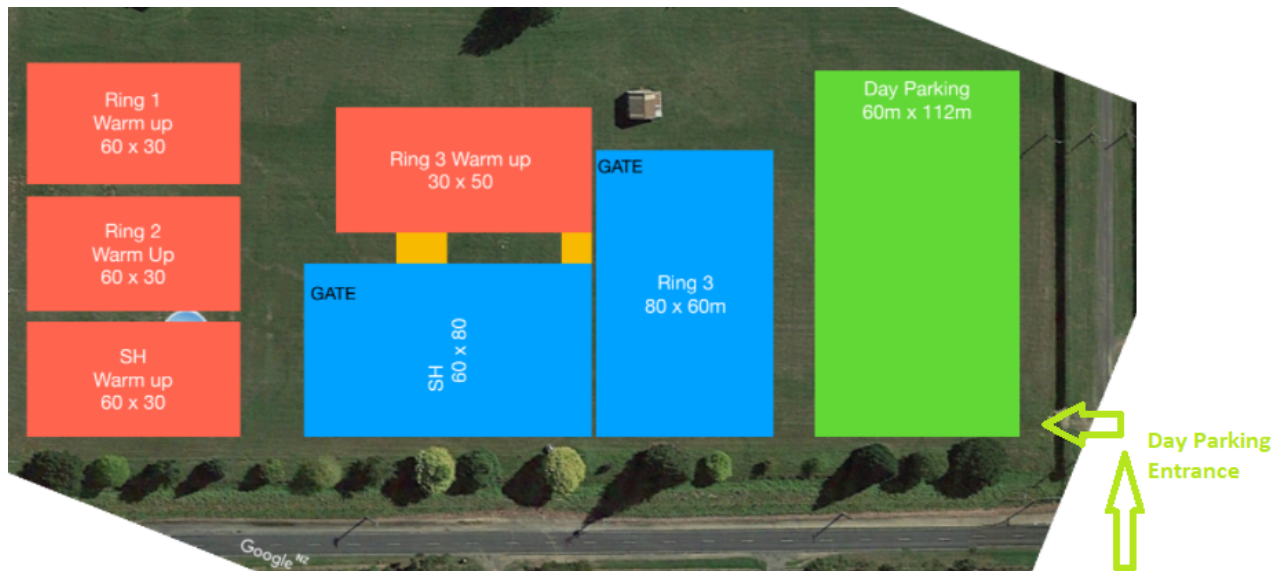 Ring 1
Warm up
60 x 30
Ring 2
Warm Up
60 x 30
SH
Warm up
60 x 30
Ring 3 Warm up
30 x 50
GATE
SH
60 x 80
GATE
Ring 3
80 x 60m
Day Parking
60m x 112m
Day Parking
Entrance
Google NZ